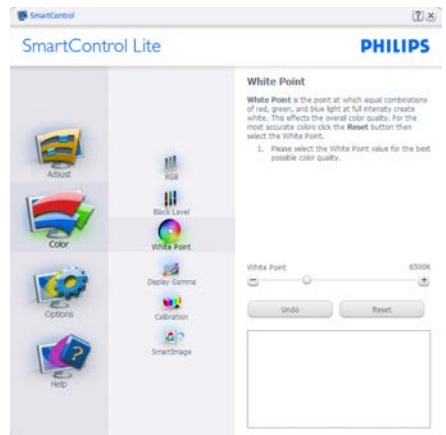 SmartControl
SmartControl Lite
PHILIPS
Adjust
Color
Options
Help
RGB
Black Level
White Point
Display Gamma
Calibration
SmartImage
White Point
White Point is the point at which equal combinations
of red, green, and blue light at full intensity create
white. This effects the overall color quality. For the
most accurate colors click the Reset button then
select the White Point.
1. Please select the White Point value for the best
possible color quality.
White Point 6500K
Undo Reset